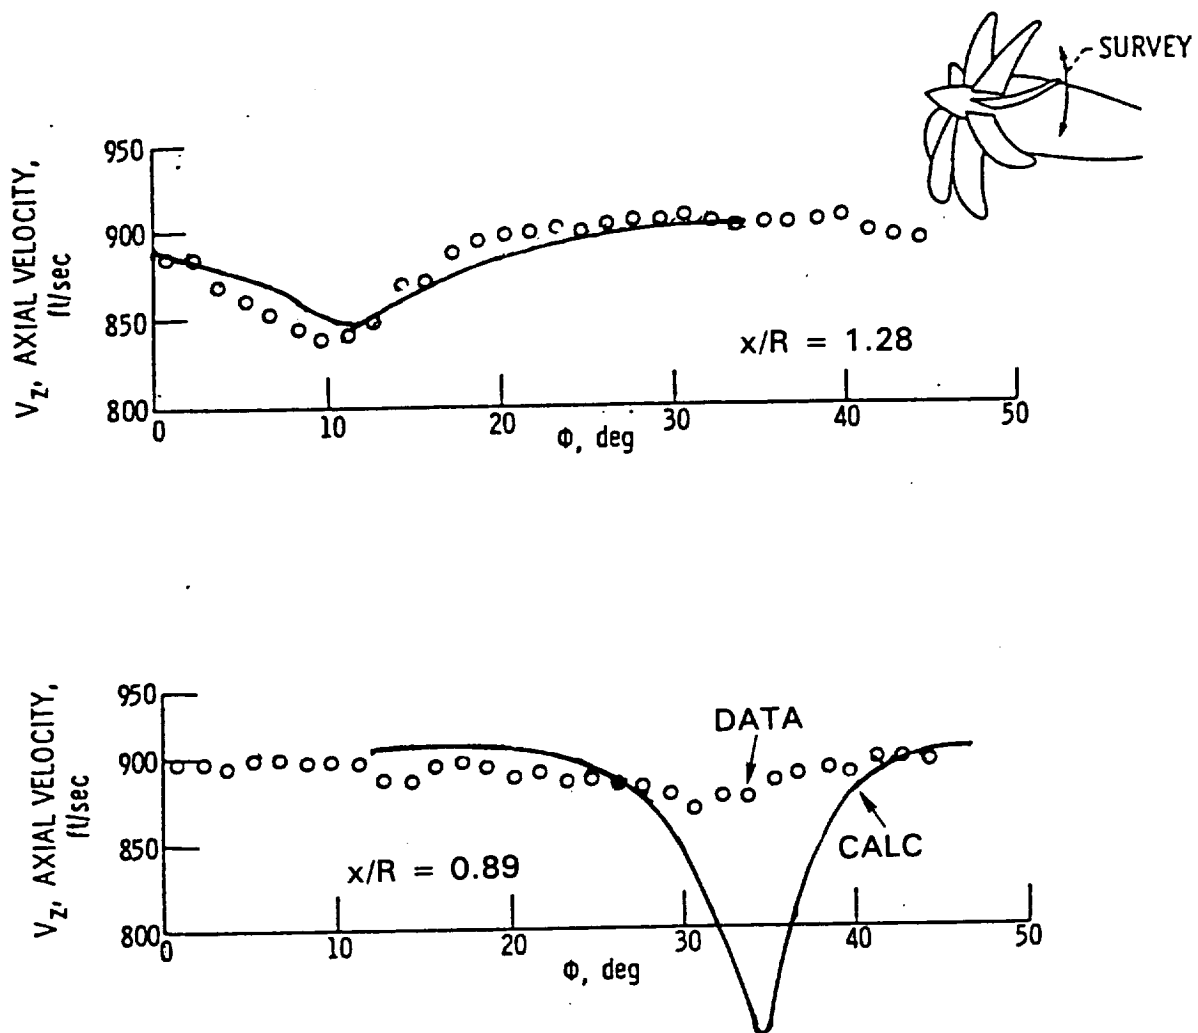 SURVEY
V_Z, AXIAL VELOCITY,
ft/sec
950
900
850
800
x/R = 1.28
0 10 20 30 40 50
Φ, deg
V_Z, AXIAL VELOCITY,
ft/sec
950
900
850
800
DATA
CALC
x/R = 0.89
0 10 20 30 40 50
Φ, deg